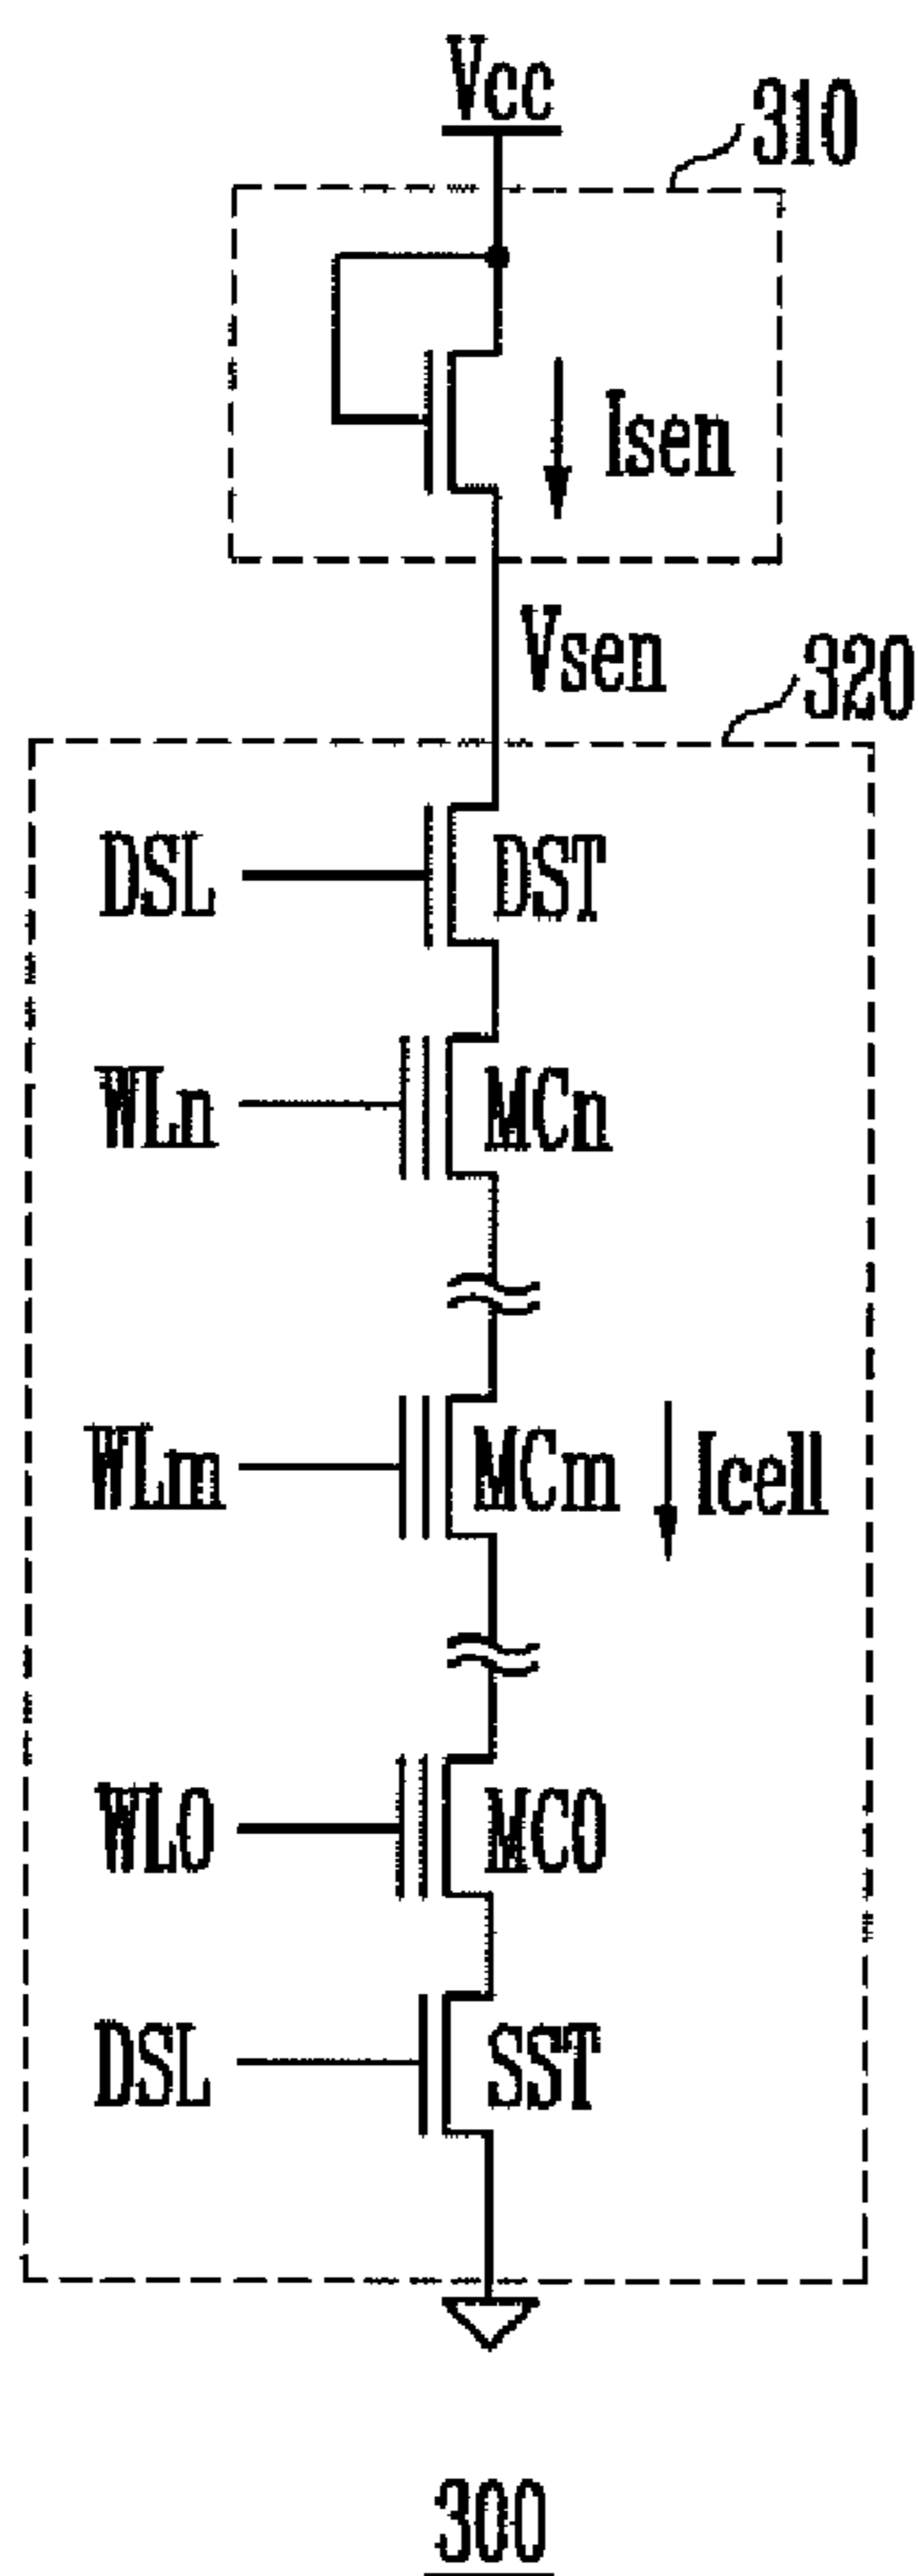 Vcc
310
Isen
Vsen
320
DSL DST
WLn MCn
WLm MCm Icell
WL0 MC0
DSL SST
300